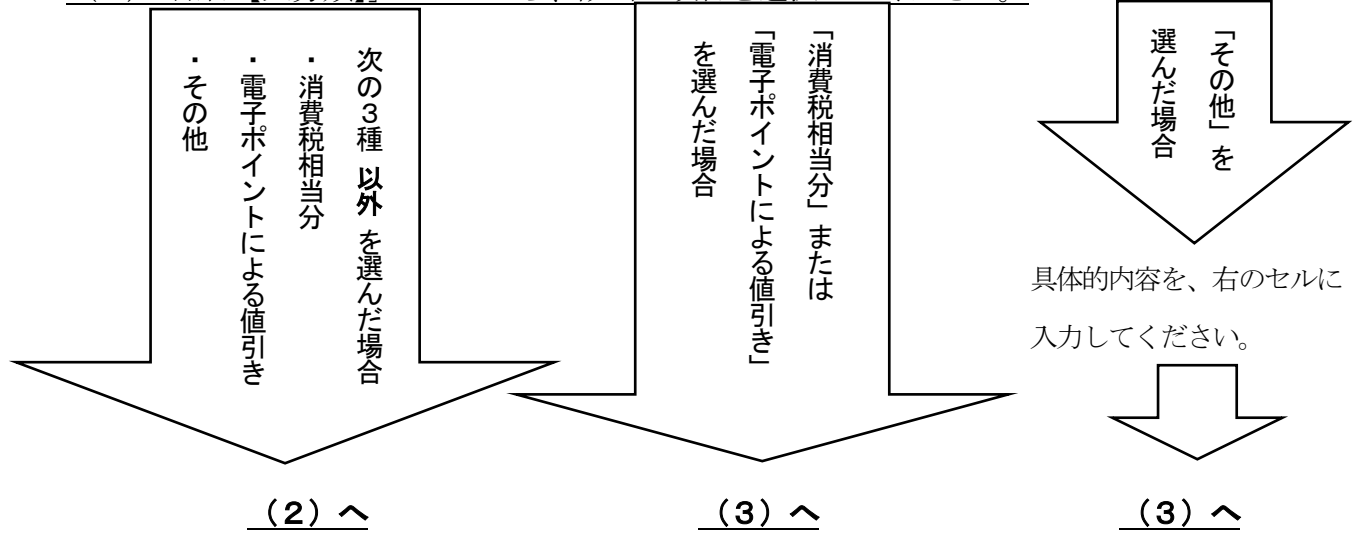 次の３種 以外 を選んだ場合
・消費税相当分
・電子ポイントによる値引き
・その他
（２）へ
「消費税相当分」または
「電子ポイントによる値引き」
を選んだ場合
（３）へ
「その他」を
選んだ場合
具体的内容を、右のセルに
入力してください。
（３）へ